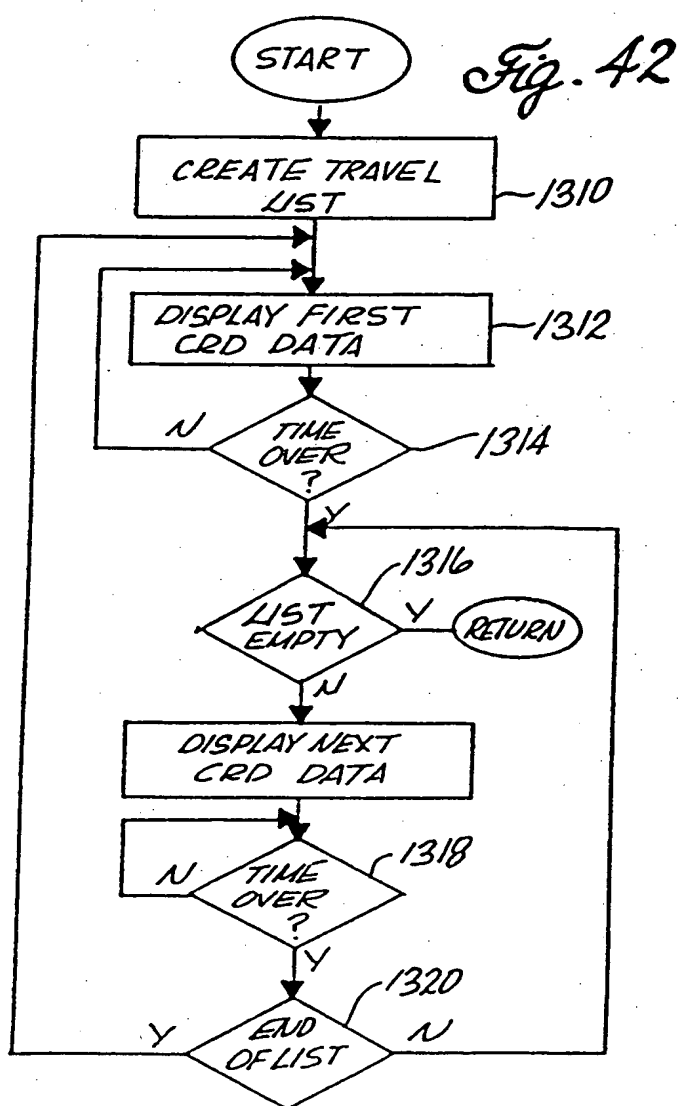 START
Fig. 42
CREATE TRAVEL
LIST
1310
DISPLAY FIRST
CRD DATA
1312
N
TIME
OVER
?
1314
Y
1316
LIST
EMPTY
Y
RETURN
N
DISPLAY NEXT
CRD DATA
1318
N
TIME
OVER
?
Y
1320
Y
END
OF LIST
N